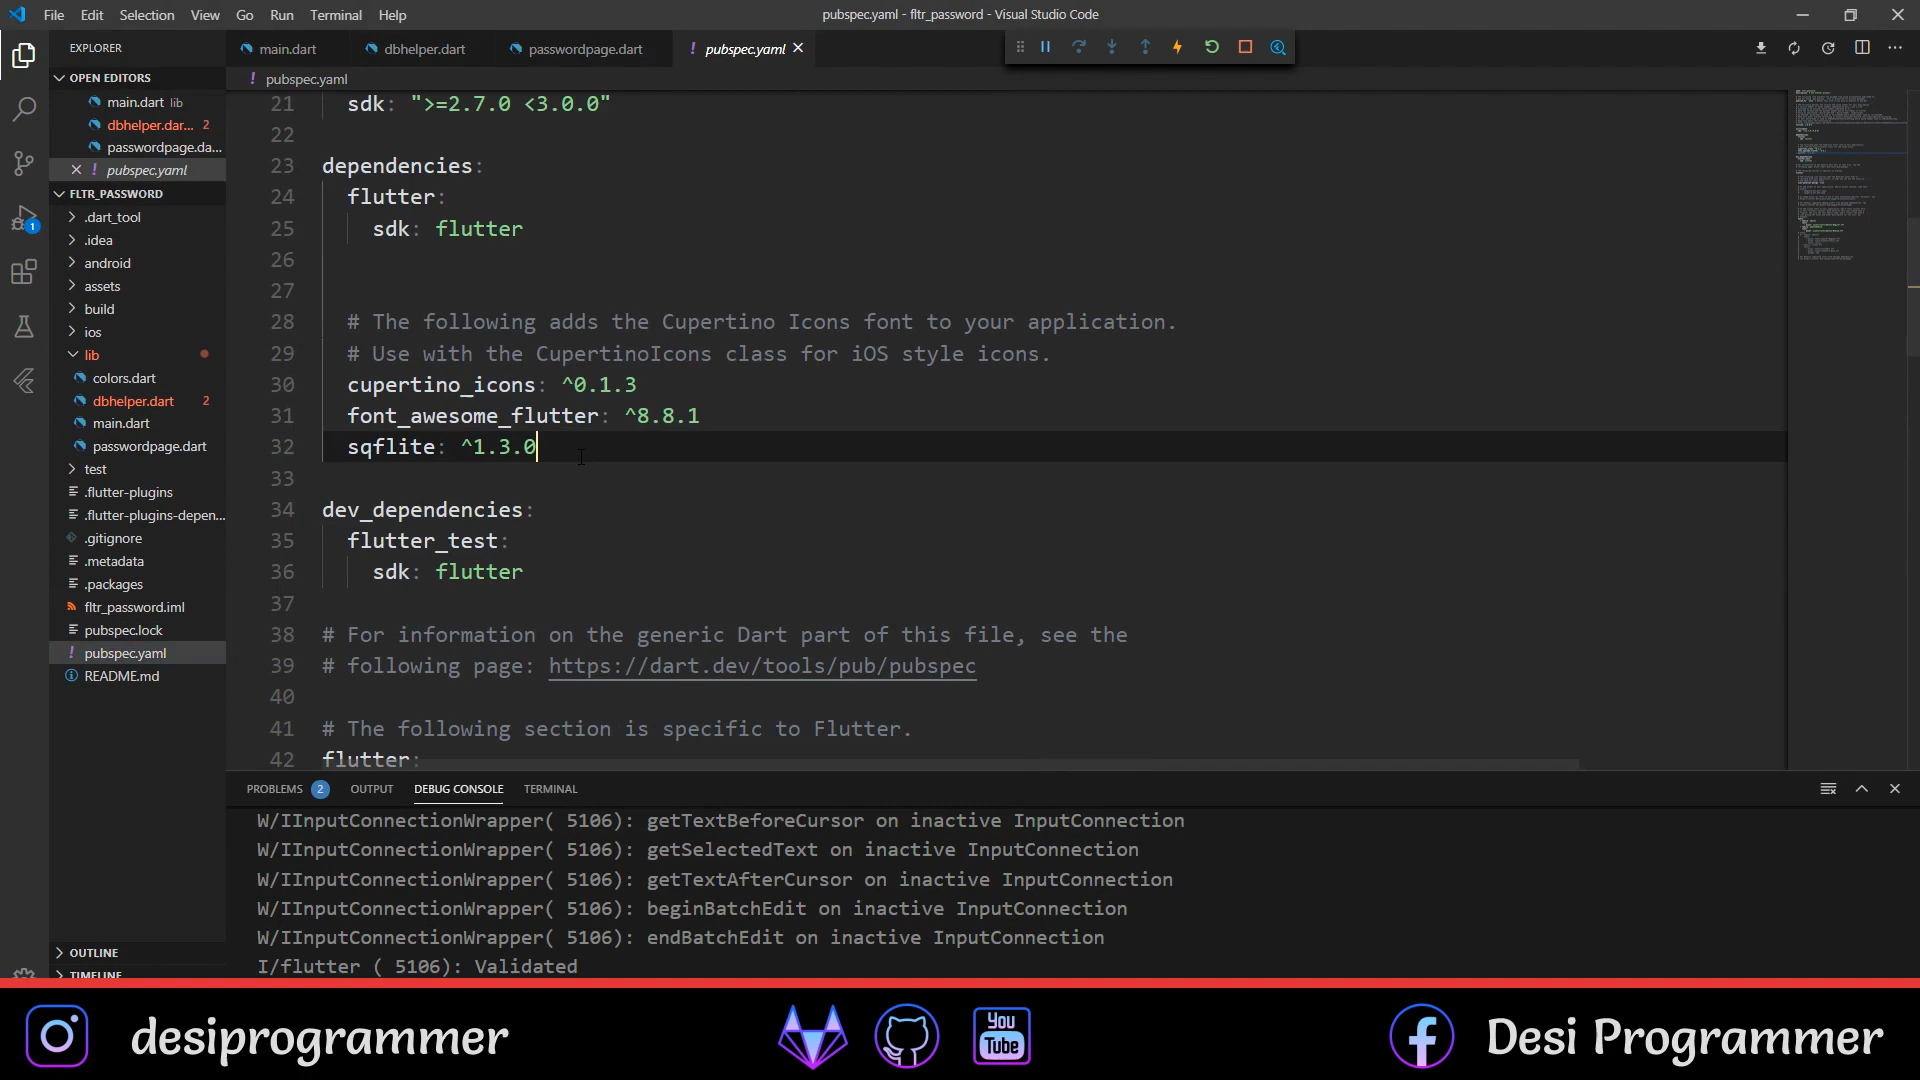 File Edit Selection View Go Run Terminal Help
pubspec.yaml - fltr_password - Visual Studio Code
EXPLORER
OPEN EDITORS
main.dart lib
dbhelper.dar... 2
passwordpage.da...
! pubspec.yaml
FLTR_PASSWORD
.dart_tool
.idea
android
assets
build
ios
lib
colors.dart
dbhelper.dart 2
main.dart
passwordpage.dart
test
.flutter-plugins
.flutter-plugins-depen...
.gitignore
.metadata
.packages
fltr_password.iml
pubspec.lock
! pubspec.yaml
README.md
OUTLINE
TIMELINE
1
main.dart dbhelper.dart passwordpage.dart ! pubspec.yaml
! pubspec.yaml
21 sdk: ">=2.7.0 <3.0.0"
22
23 dependencies:
24 flutter:
25 sdk: flutter
26
27
28 # The following adds the Cupertino Icons font to your application.
29 # Use with the CupertinoIcons class for iOS style icons.
30 cupertino_icons: ^0.1.3
31 font_awesome_flutter: ^8.8.1
32 sqflite: ^1.3.0
33
34 dev_dependencies:
35 flutter_test:
36 sdk: flutter
37
38 # For information on the generic Dart part of this file, see the
39 # following page: https://dart.dev/tools/pub/pubspec
40
41 # The following section is specific to Flutter.
42 flutter:
PROBLEMS 2 OUTPUT DEBUG CONSOLE TERMINAL
W/IInputConnectionWrapper( 5106): getTextBeforeCursor on inactive InputConnection
W/IInputConnectionWrapper( 5106): getSelectedText on inactive InputConnection
W/IInputConnectionWrapper( 5106): getTextAfterCursor on inactive InputConnection
W/IInputConnectionWrapper( 5106): beginBatchEdit on inactive InputConnection
W/IInputConnectionWrapper( 5106): endBatchEdit on inactive InputConnection
I/flutter ( 5106): Validated
desiprogrammer
You
Tube
Desi Programmer